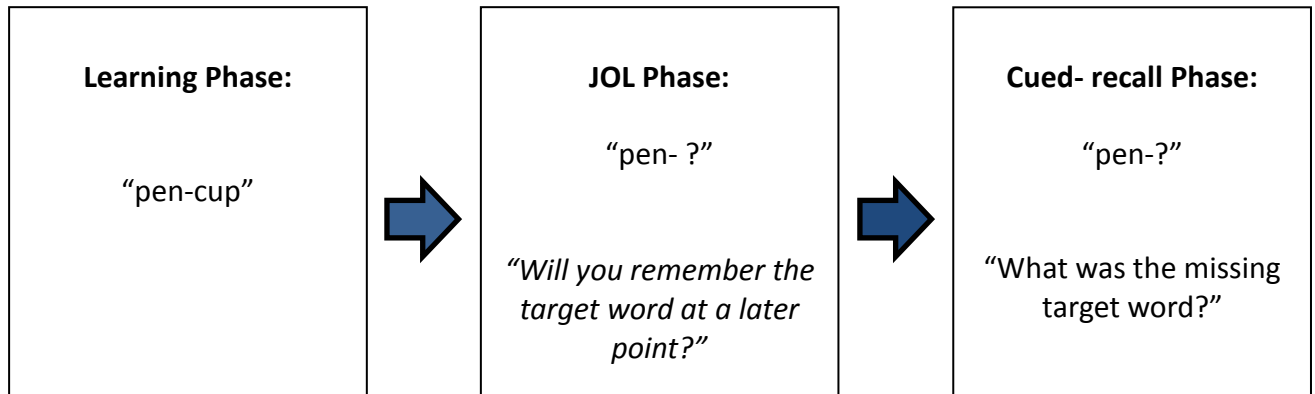 Learning Phase:
“pen-cup”
JOL Phase:
“pen- ?”
“Will you remember the
target word at a later
point?”
Cued- recall Phase:
“pen-?”
“What was the missing
target word?”